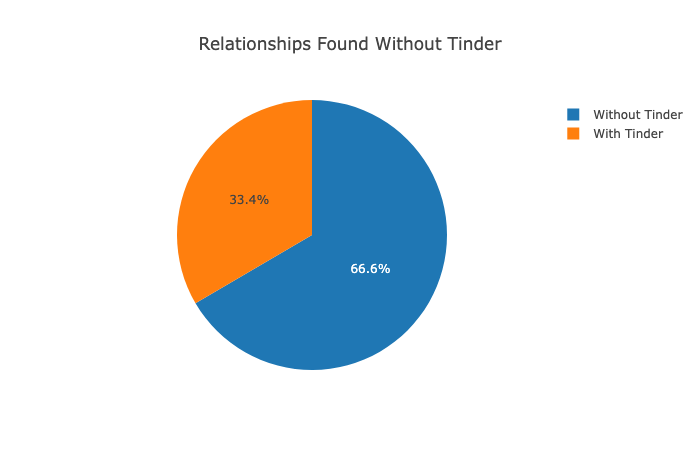 Relationships Found Without Tinder
Without Tinder
With Tinder
33.4%
66.6%